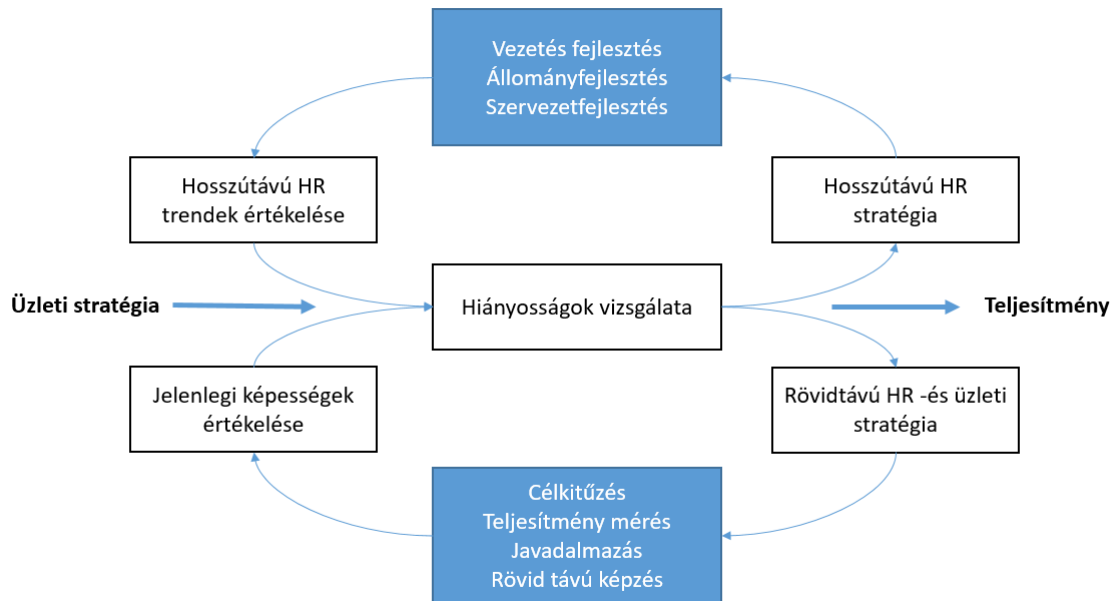 Vezetés fejlesztés
Állományfejlesztés
Szervezetfejlesztés
Hosszútávú HR
trendek értékelése
Hosszútávú HR
stratégia
Üzleti stratégia
Hiányosságok vizsgálata
Teljesítmény
Jelenlegi képességek
értékelése
Rövidtávú HR -és üzleti
stratégia
Célkitűzés
Teljesítmény mérés
Javadalmazás
Rövid távú képzés